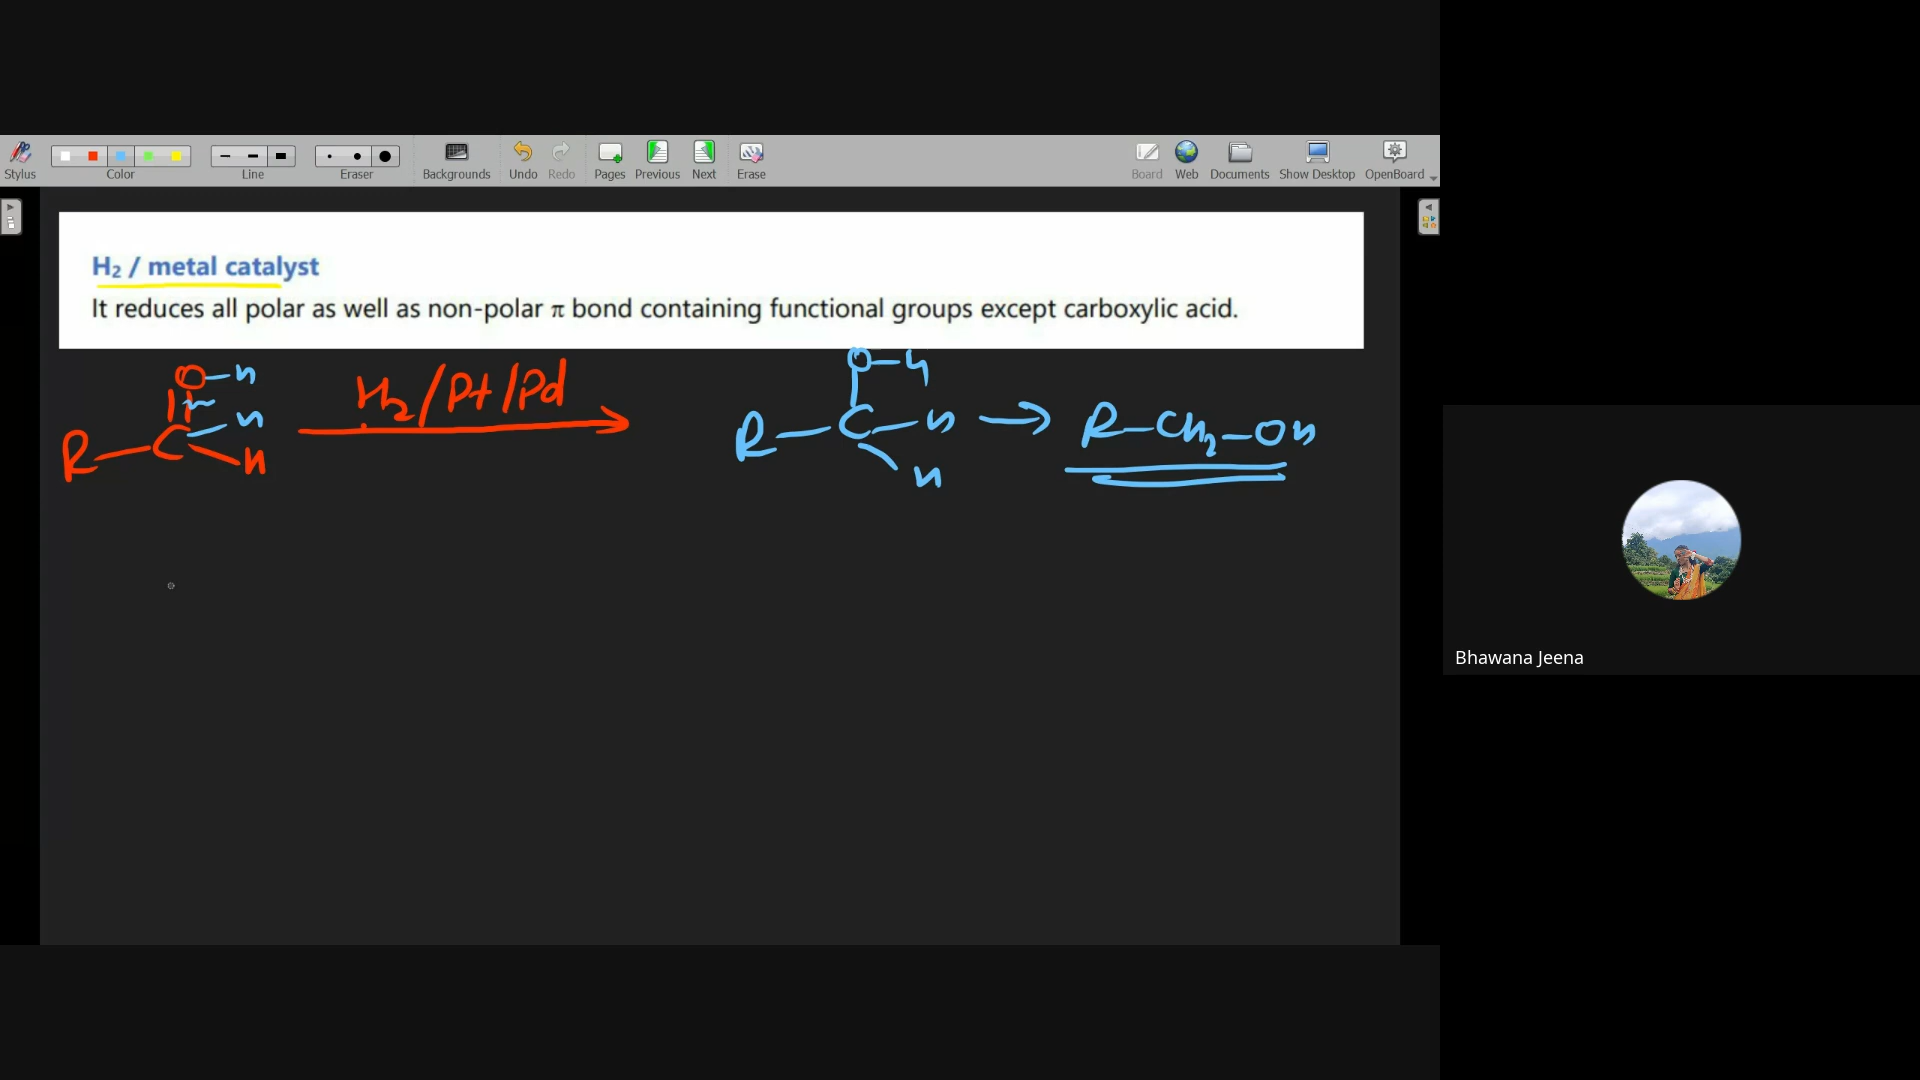 Stylus Color Line Eraser Backgrounds Undo Redo Pages Previous Next Erase Board Web Documents Show Desktop OpenBoard
H₂ / metal catalyst
It reduces all polar as well as non-polar π bond containing functional groups except carboxylic acid.
O–H
O–H
H₂/Pt/Pd
H
R–C–H → R–CH₂–OH
R–C–H
H
Bhawana Jeena